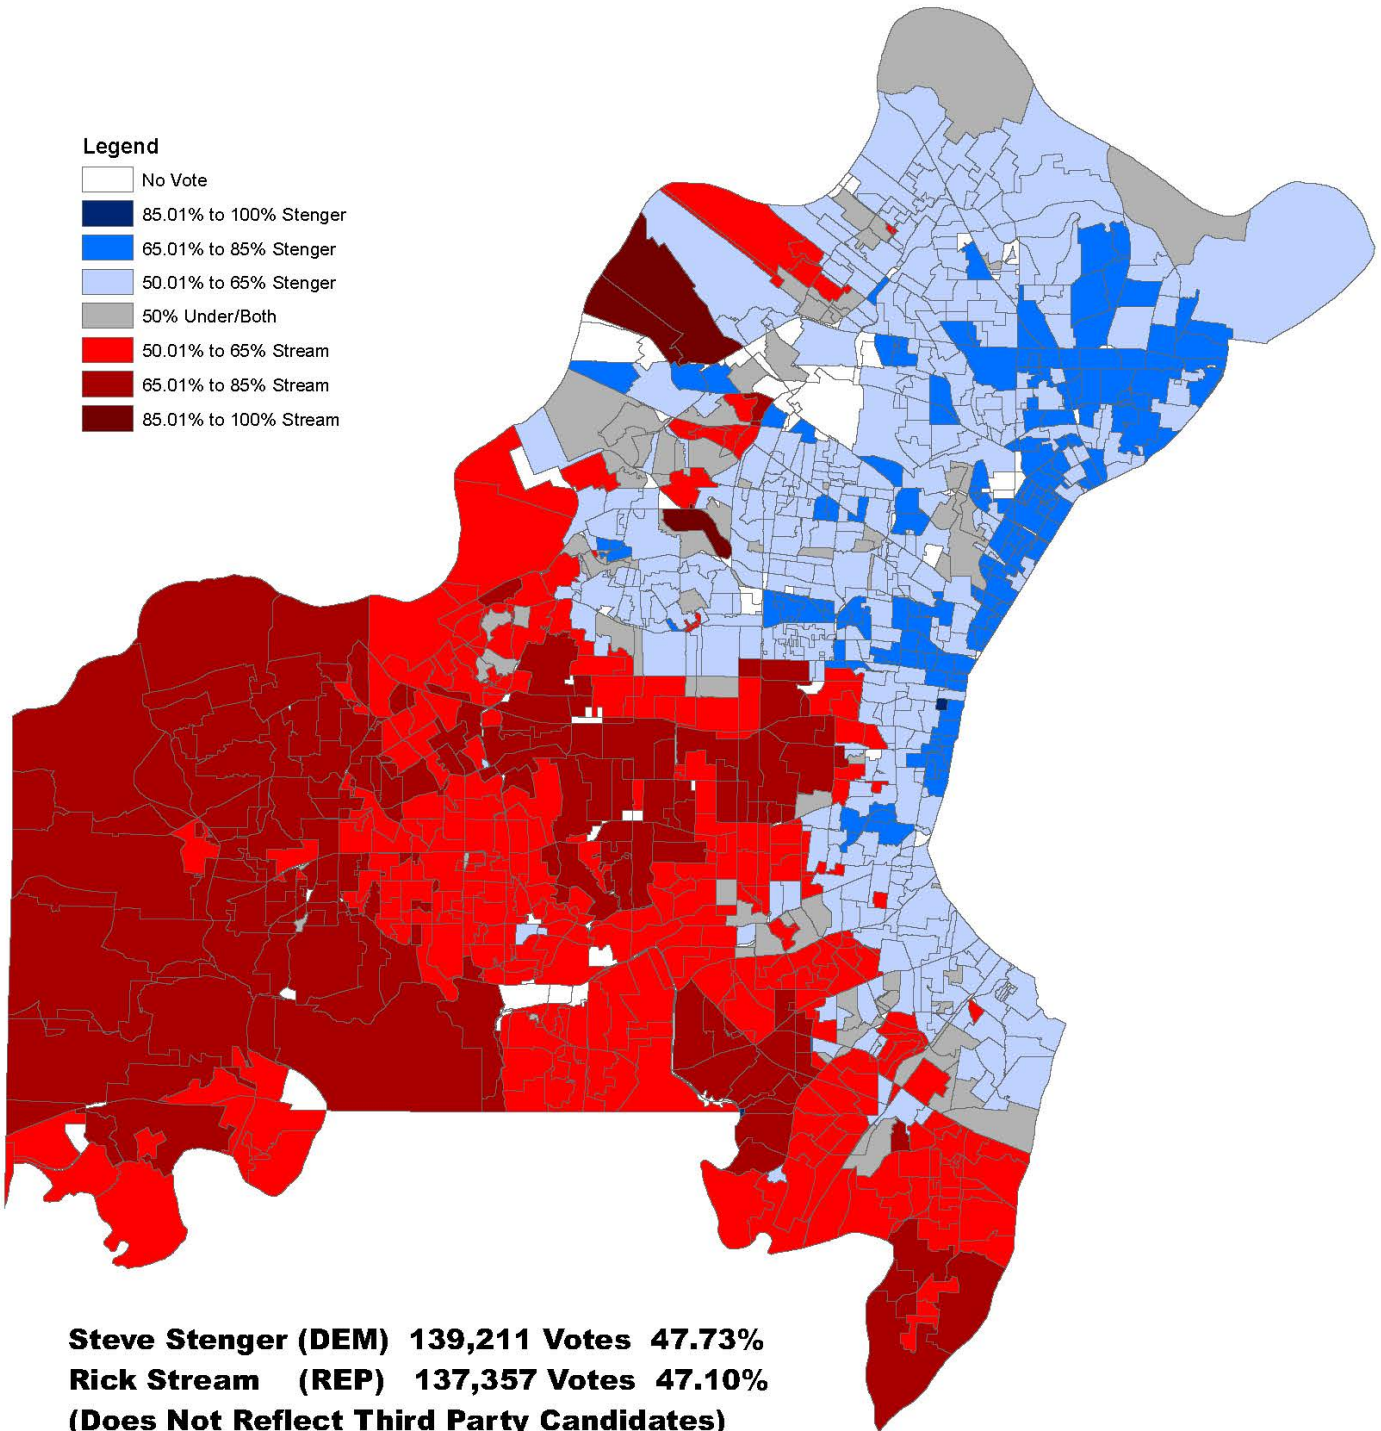 Legend
No Vote
85.01% to 100% Stenger
65.01% to 85% Stenger
50.01% to 65% Stenger
50% Under/Both
50.01% to 65% Stream
65.01% to 85% Stream
85.01% to 100% Stream
Steve Stenger (DEM) 139,211 Votes 47.73%
Rick Stream (REP) 137,357 Votes 47.10%
(Does Not Reflect Third Party Candidates)